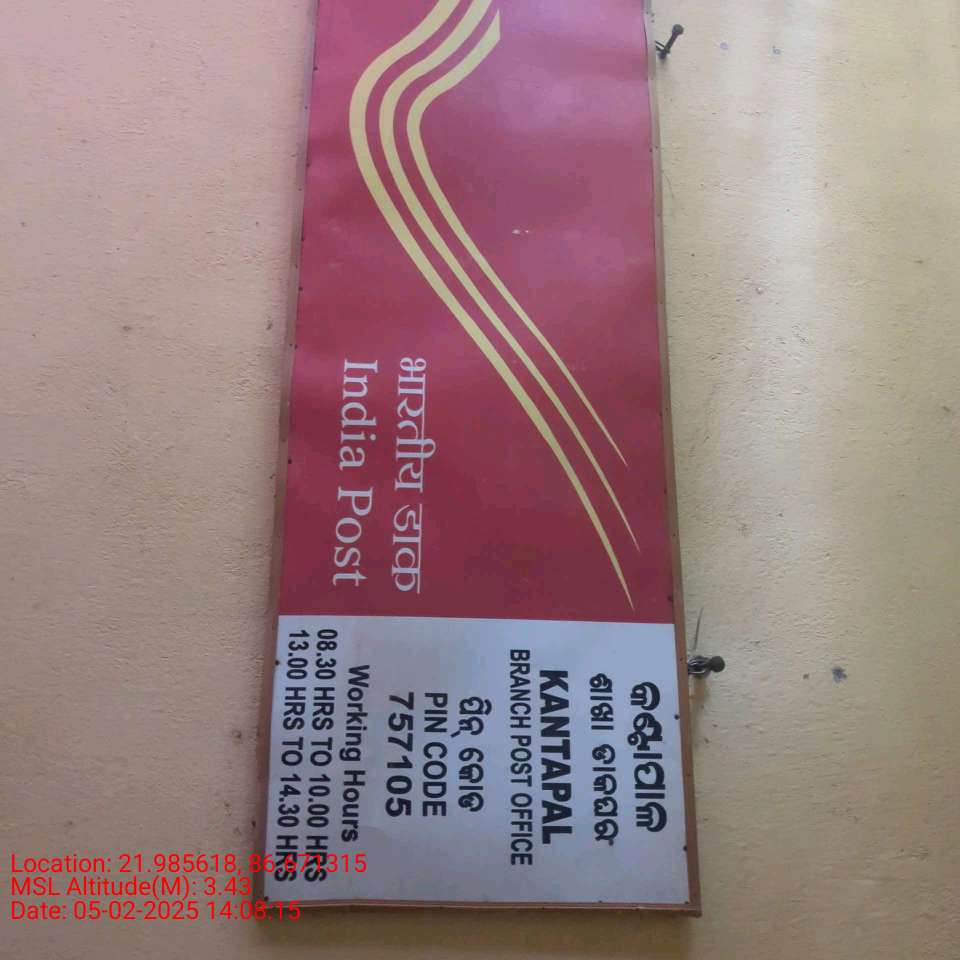 भारतीय डाक
India Post
କଣ୍ଟାପାଳ
ଶାଖା ଡାକଘର
KANTAPAL
BRANCH POST OFFICE
ପିନ୍ କୋଡ
PIN CODE
757105
Working Hours
08.30 HRS TO 10.00 HRS
13.00 HRS TO 14.30 HRS
Location: 21.985618, 86.671315
MSL Altitude(M): 3.43
Date: 05-02-2025 14:08:15